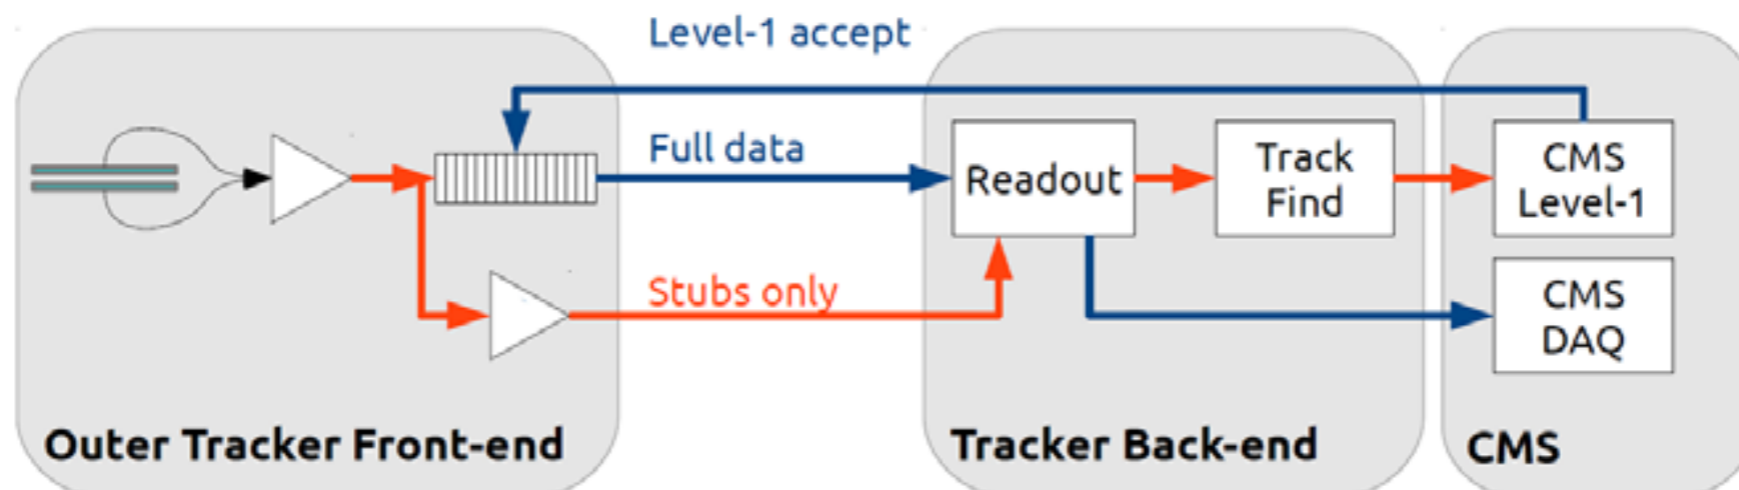 Level-1 accept
Full data
Readout
Track
Find
CMS
Level-1
Stubs only
CMS
DAQ
Outer Tracker Front-end
Tracker Back-end
CMS